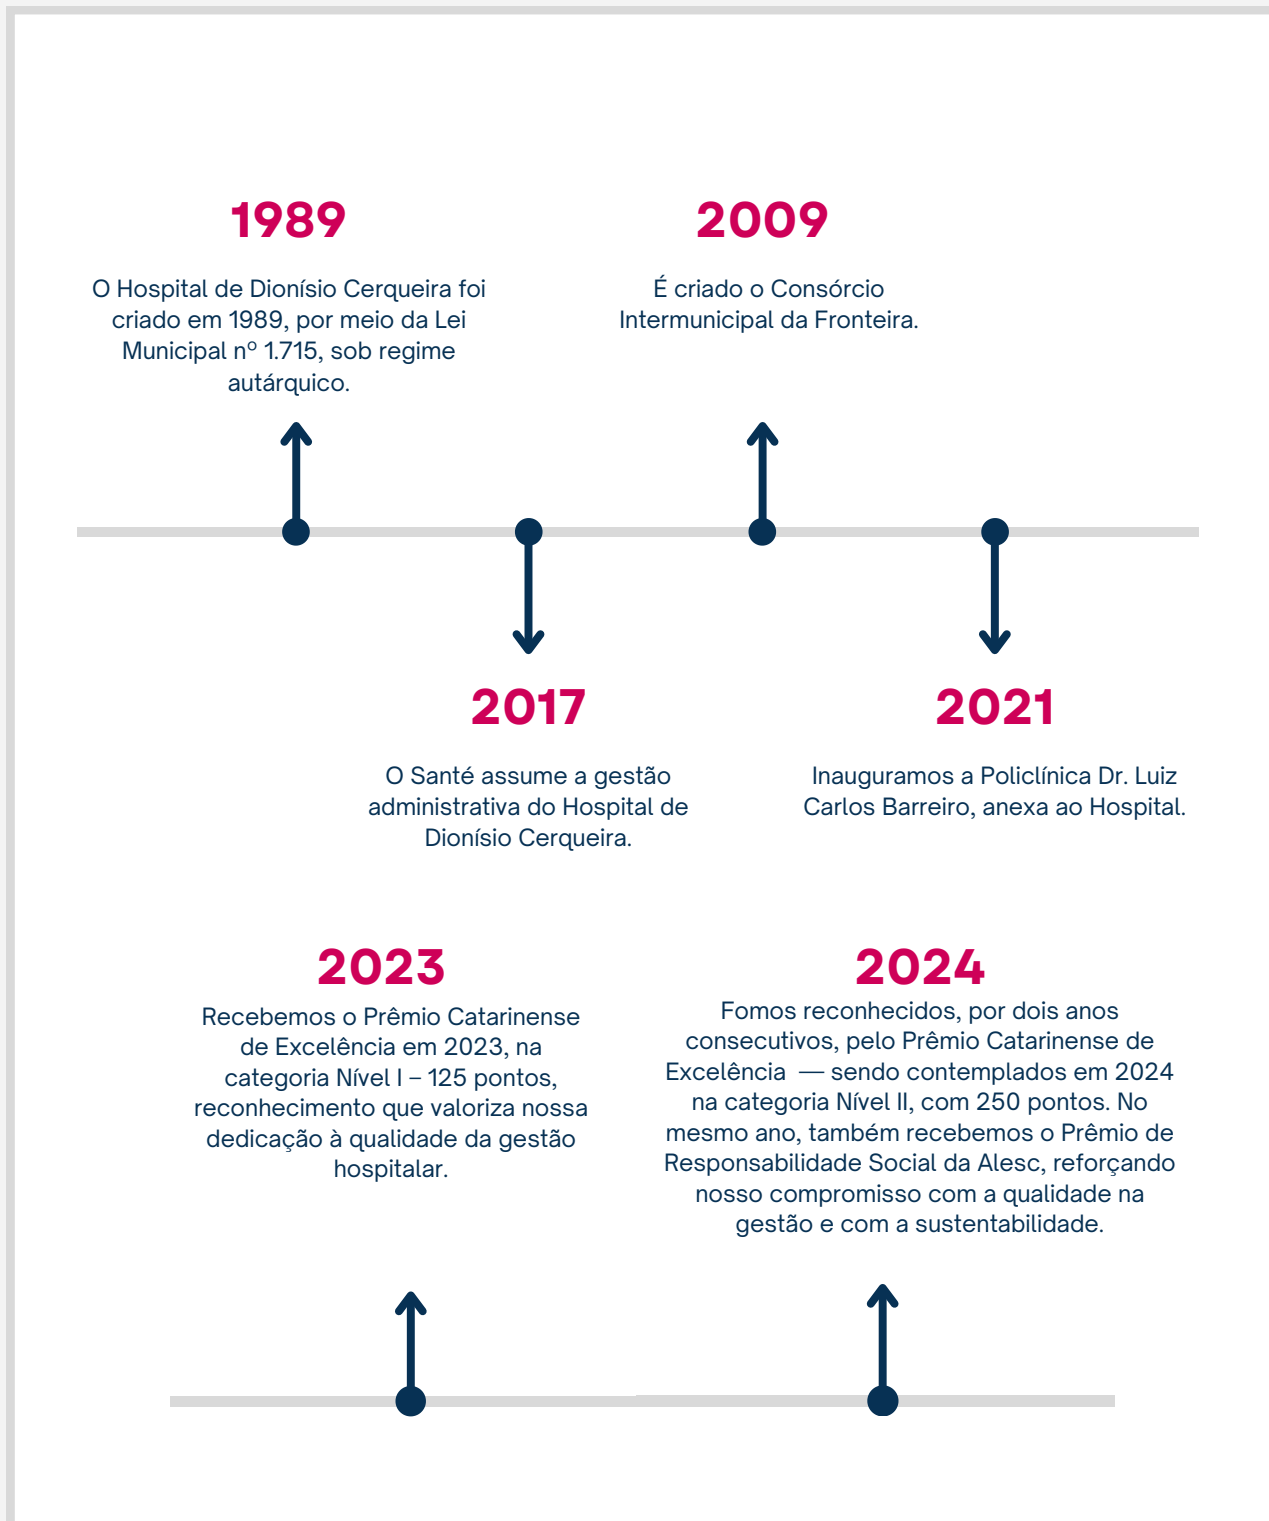 1989
O Hospital de Dionísio Cerqueira foi
criado em 1989, por meio da Lei
Municipal nº 1.715, sob regime
autárquico.
2009
É criado o Consórcio
Intermunicipal da Fronteira.
2017
O Santé assume a gestão
administrativa do Hospital de
Dionísio Cerqueira.
2021
Inauguramos a Policlínica Dr. Luiz
Carlos Barreiro, anexa ao Hospital.
2023
Recebemos o Prêmio Catarinense
de Excelência em 2023, na
categoria Nível I – 125 pontos,
reconhecimento que valoriza nossa
dedicação à qualidade da gestão
hospitalar.
2024
Fomos reconhecidos, por dois anos
consecutivos, pelo Prêmio Catarinense de
Excelência — sendo contemplados em 2024
na categoria Nível II, com 250 pontos. No
mesmo ano, também recebemos o Prêmio de
Responsabilidade Social da Alesc, reforçando
nosso compromisso com a qualidade na
gestão e com a sustentabilidade.